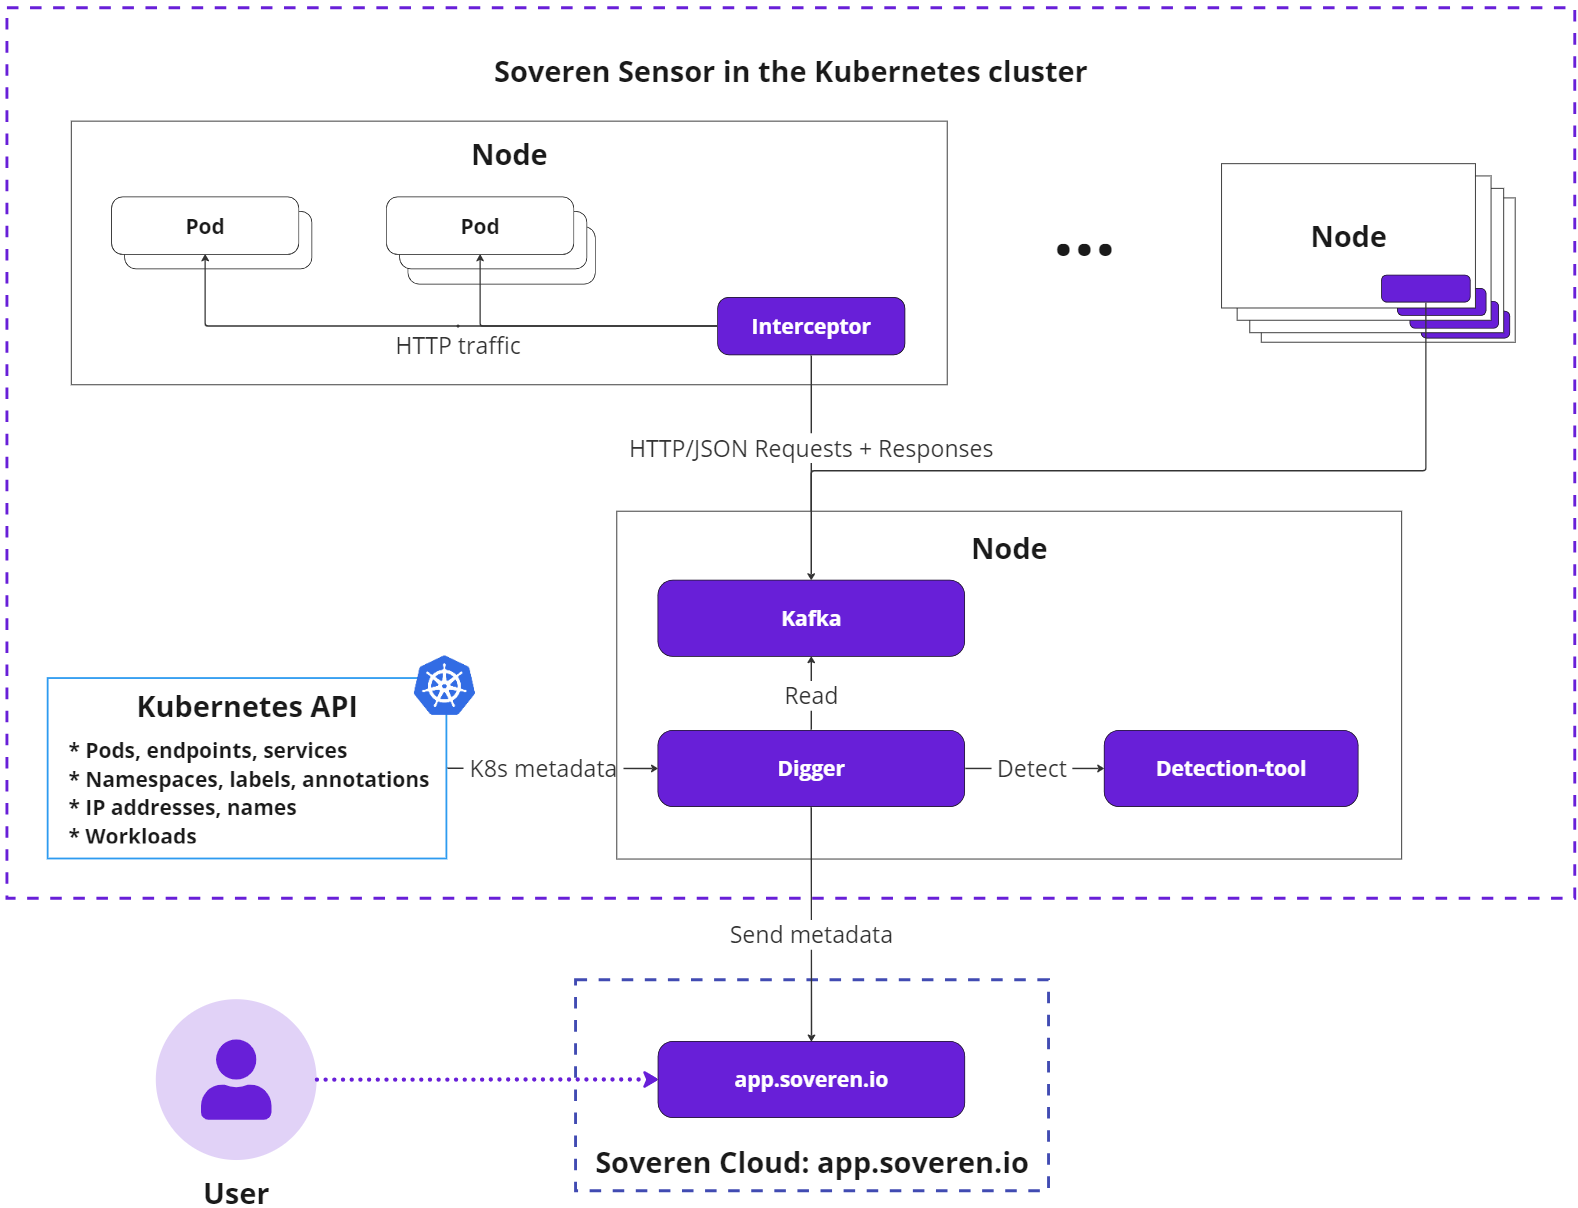 Soveren Sensor in the Kubernetes cluster
Node
Pod
Pod
Interceptor
HTTP traffic
Node
HTTP/JSON Requests + Responses
Node
Kafka
Read
Kubernetes API
* Pods, endpoints, services
* Namespaces, labels, annotations
* IP addresses, names
* Workloads
K8s metadata
Digger
Detect
Detection-tool
Send metadata
app.soveren.io
Soveren Cloud: app.soveren.io
User